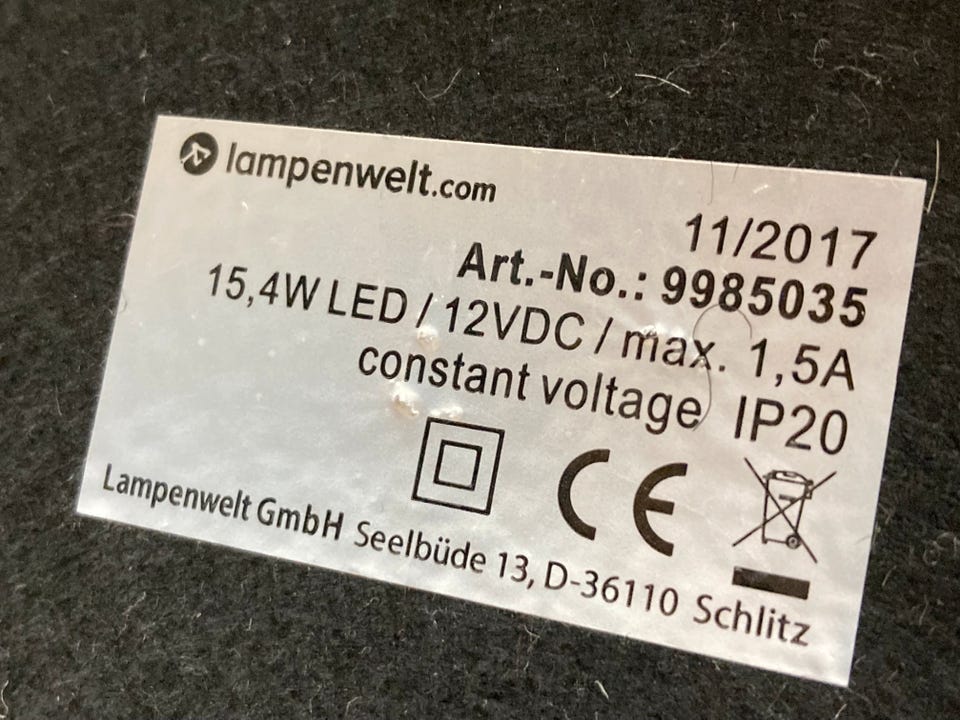 lampenwelt.com
11/2017
Art.-No.: 9985035
15,4W LED / 12VDC / max. 1,5A
constant voltage IP20
CE
Lampenwelt GmbH Seelbüde 13, D-36110 Schlitz